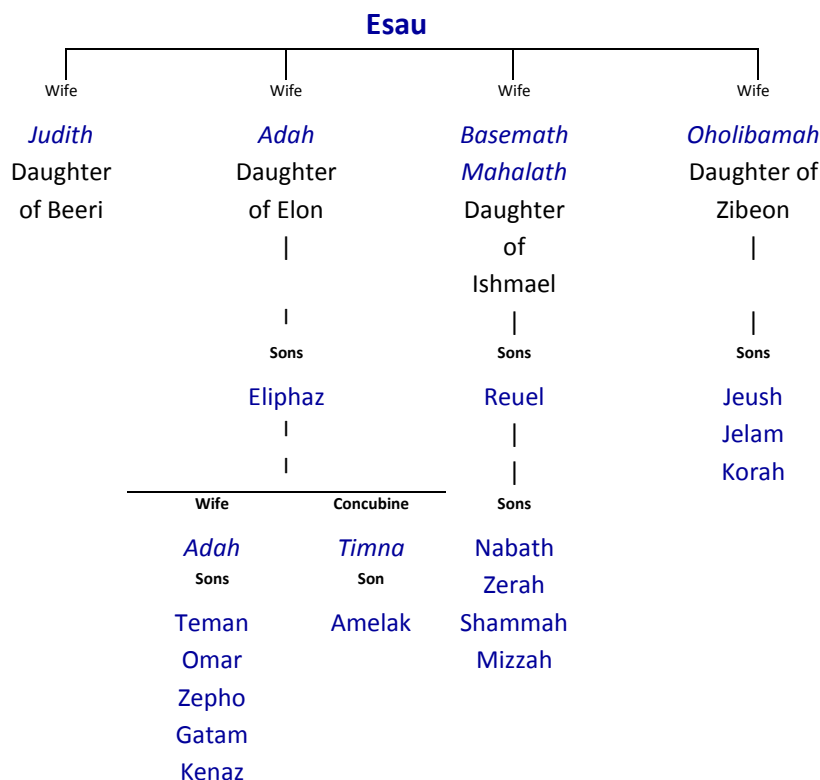 Esau
Wife Wife Wife Wife
Judith Adah Basemath Oholibamah
Daughter Daughter Mahalath Daughter of
of Beeri of Elon Daughter Zibeon
of
Ishmael
Sons Sons Sons
Eliphaz Reuel Jeush
Jelam
Korah
Wife Concubine Sons
Adah Timna Nabath
Sons Son Zerah
Teman Amelak Shammah
Omar Mizzah
Zepho
Gatam
Kenaz